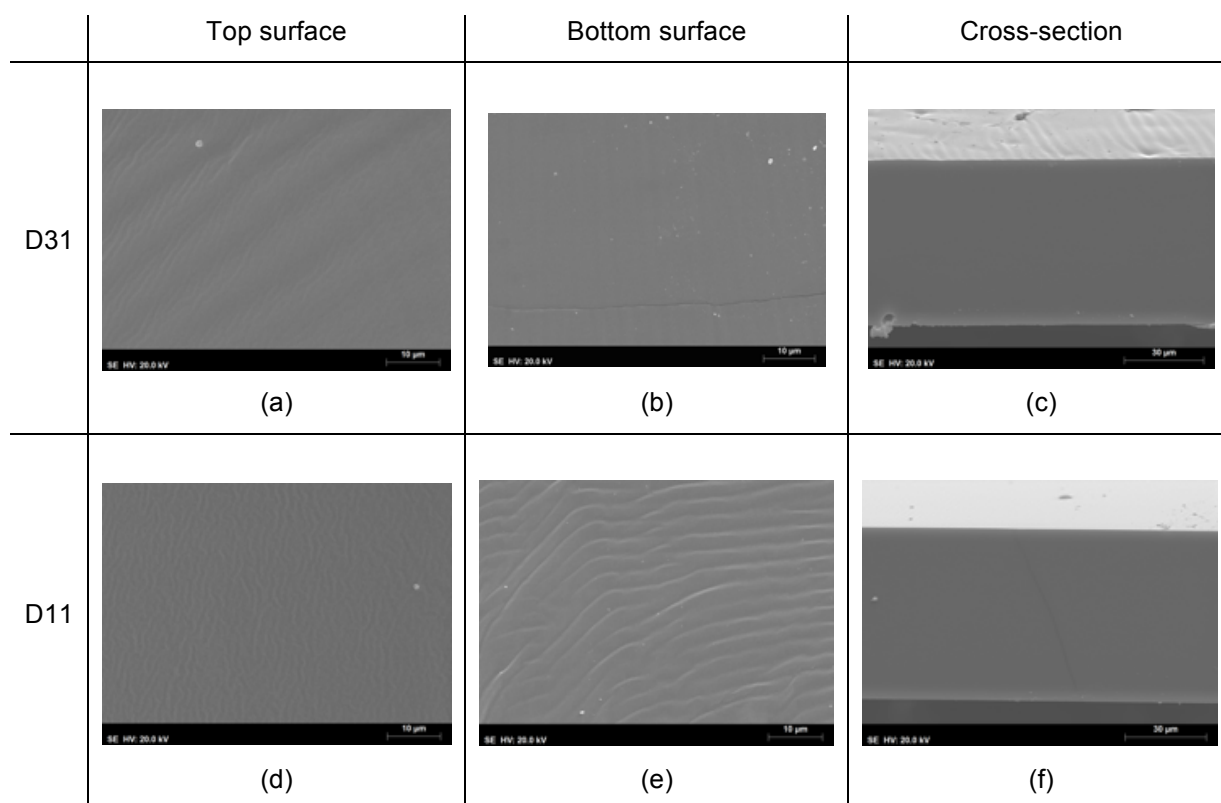 Top surface Bottom surface Cross-section
D31
10 µm
SE HV: 20.0 kV
10 µm
SE HV: 20.0 kV
30 µm
SE HV: 20.0 kV
(a) (b) (c)
D11
10 µm
SE HV: 20.0 kV
10 µm
SE HV: 20.0 kV
30 µm
SE HV: 20.0 kV
(d) (e) (f)